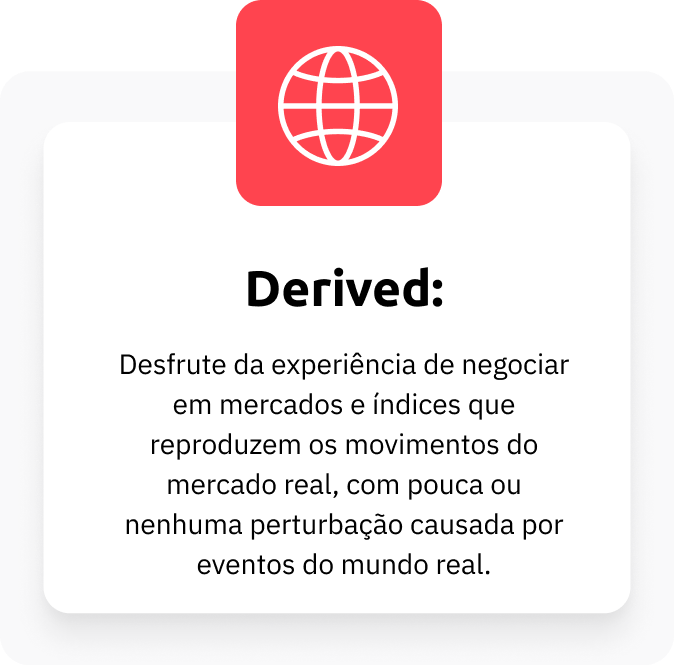 Derived:
Desfrute da experiência de negociar
em mercados e índices que
reproduzem os movimentos do
mercado real, com pouca ou
nenhuma perturbação causada por
eventos do mundo real.